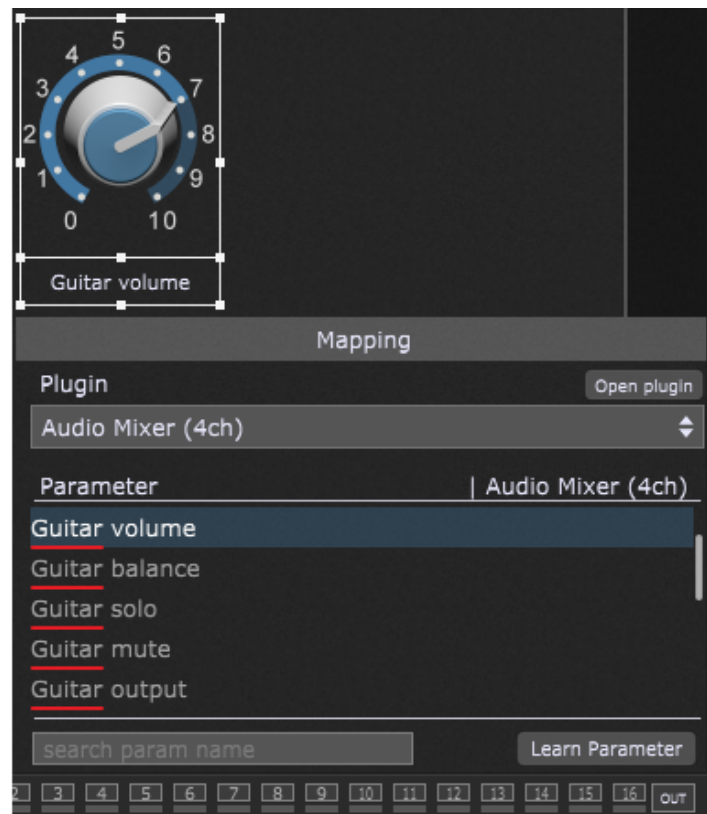 5
4 6
3 7
2 8
1 9
0 10
Guitar volume
Mapping
Plugin Open plugin
Audio Mixer (4ch)
Parameter | Audio Mixer (4ch)
Guitar volume
Guitar balance
Guitar solo
Guitar mute
Guitar output
search param name Learn Parameter
2 3 4 5 6 7 8 9 10 11 12 13 14 15 16 OUT